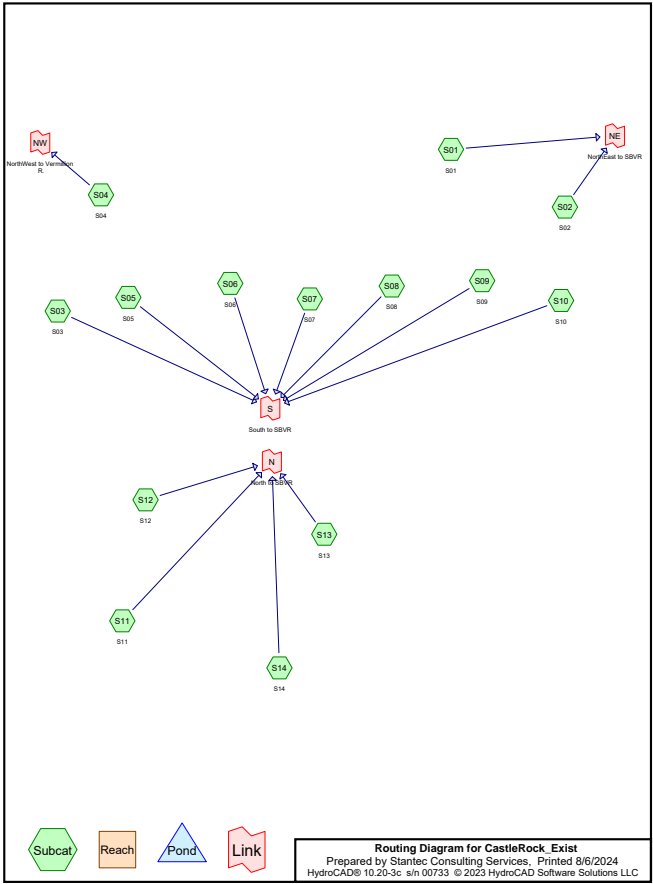 NW
NorthWest to Vermillion
R.
NE
NorthEast to SBVR
S01
S01
S04
S04
S02
S02
S03
S03
S05
S05
S06
S06
S07
S07
S08
S08
S09
S09
S10
S10
S
South to SBVR
N
North to SBVR
S12
S12
S13
S13
S11
S11
S14
S14
Subcat
Reach
Pond
Link
Routing Diagram for CastleRock_Exist
Prepared by Stantec Consulting Services, Printed 8/6/2024
HydroCAD® 10.20-3c s/n 00733 © 2023 HydroCAD Software Solutions LLC